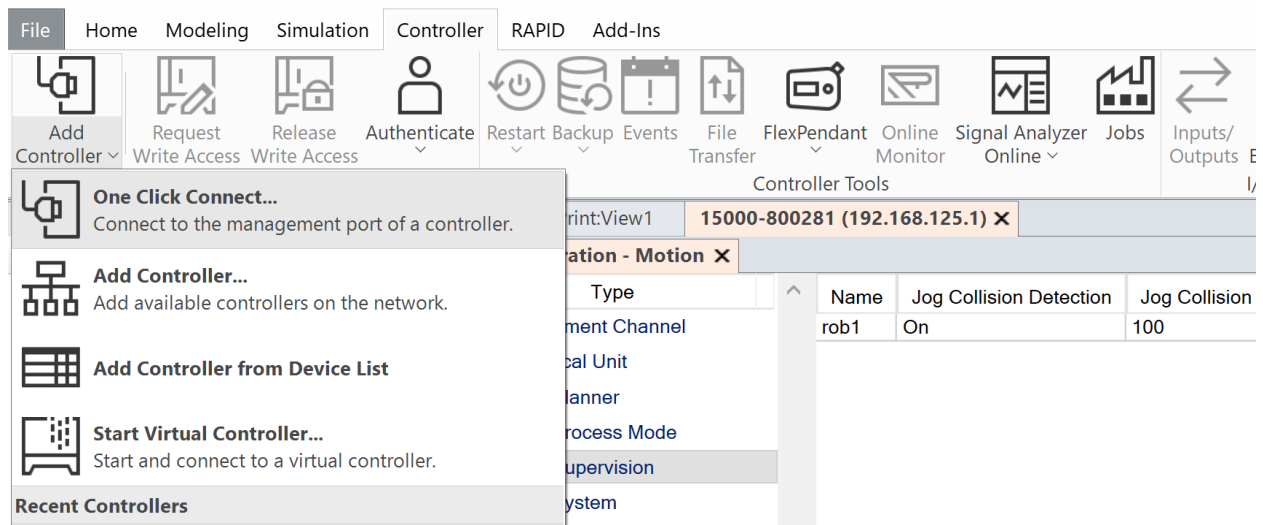 File Home Modeling Simulation Controller RAPID Add-Ins
Add Controller
Request Write Access
Release Write Access
Authenticate
Restart
Backup
Events
File Transfer
FlexPendant
Online Monitor
Signal Analyzer Online
Jobs
Inputs/ Outputs
Controller Tools
One Click Connect...
Connect to the management port of a controller.
Add Controller...
Add available controllers on the network.
Add Controller from Device List
Start Virtual Controller...
Start and connect to a virtual controller.
Recent Controllers
rint:View1
15000-800281 (192.168.125.1)
ation - Motion
Type
ment Channel
cal Unit
lanner
rocess Mode
upervision
ystem
Name Jog Collision Detection Jog Collision
rob1 On 100